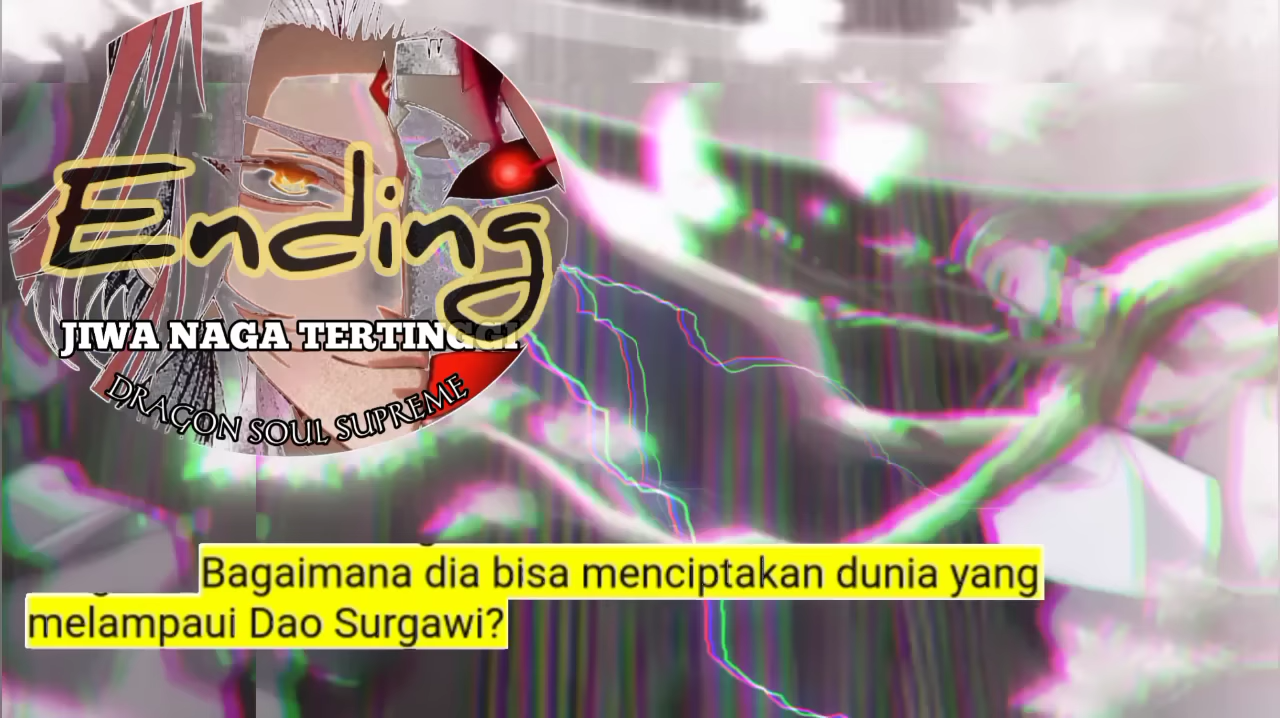 Ending
JIWA NAGA TERTINGGI
DRAGON SOUL SUPREME
Bagaimana dia bisa menciptakan dunia yang
melampaui Dao Surgawi?